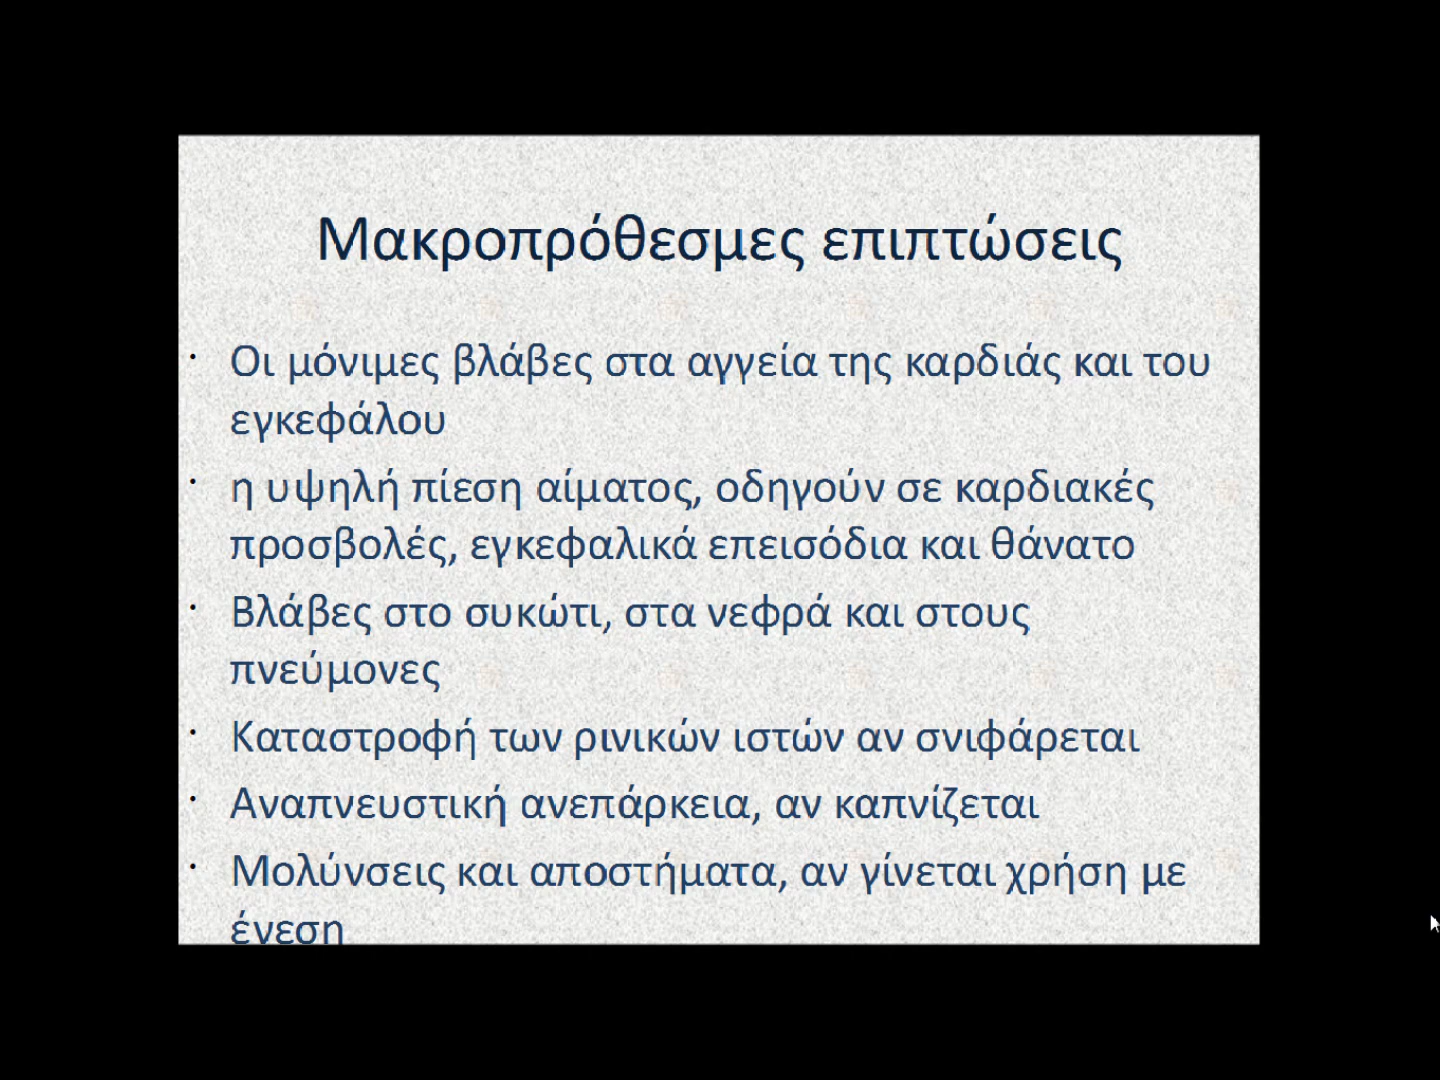 Μακροπρόθεσμες επιπτώσεις
· Οι μόνιμες βλάβες στα αγγεία της καρδιάς και του
εγκεφάλου
· η υψηλή πίεση αίματος, οδηγούν σε καρδιακές
προσβολές, εγκεφαλικά επεισόδια και θάνατο
· Βλάβες στο συκώτι, στα νεφρά και στους
πνεύμονες
· Καταστροφή των ρινικών ιστών αν σνιφάρεται
· Αναπνευστική ανεπάρκεια, αν καπνίζεται
· Μολύνσεις και αποστήματα, αν γίνεται χρήση με
ένεση